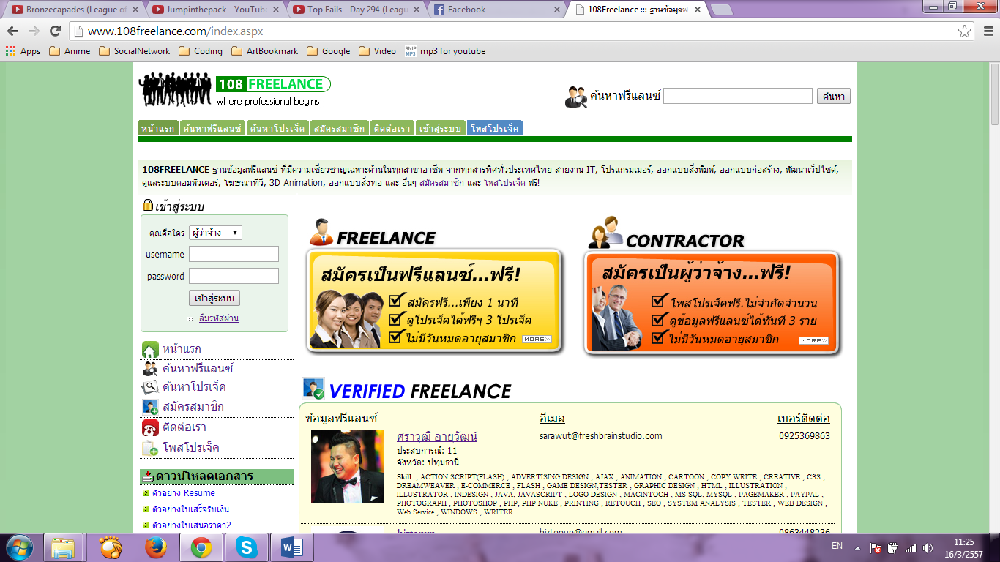 Bronzecapades (League of
Jumpinthepack - YouTube
Top Fails - Day 294 (Leagu
Facebook
108Freelance ::: ฐานข้อมูลฟ
www.108freelance.com/index.aspx
Apps Anime SocialNetwork Coding ArtBookmark Google Video mp3 for youtube
SNIP MP3
108 FREELANCE
where professional begins.
ค้นหาฟรีแลนซ์ ค้นหา
หน้าแรก ค้นหาฟรีแลนซ์ ค้นหาโปรเจ็ค สมัครสมาชิก ติดต่อเรา เข้าสู่ระบบ โพสโปรเจ็ค
108FREELANCE ฐานข้อมูลฟรีแลนซ์ ที่มีความเชี่ยวชาญเฉพาะด้านในทุกสาขาอาชีพ จากทุกสารทิศทั่วประเทศไทย สายงาน IT, โปรแกรมเมอร์, ออกแบบสิ่งพิมพ์, ออกแบบก่อสร้าง, พัฒนาเว็ปไซต์,
ดูแลระบบคอมพิวเตอร์, โฆษณาทีวี, 3D Animation, ออกแบบสิ่งทอ และ อื่นๆ สมัครสมาชิก และ โพสโปรเจ็ค ฟรี!
เข้าสู่ระบบ
คุณคือใคร ผู้ว่าจ้าง
username
password
เข้าสู่ระบบ
ลืมรหัสผ่าน
หน้าแรก
ค้นหาฟรีแลนซ์
ค้นหาโปรเจ็ค
สมัครสมาชิก
ติดต่อเรา
โพสโปรเจ็ค
ดาวน์โหลดเอกสาร
ตัวอย่าง Resume
ตัวอย่างใบเสร็จรับเงิน
ตัวอย่างใบเสนอราคา2
FREELANCE
สมัครเป็นฟรีแลนซ์...ฟรี!
สมัครฟรี...เพียง 1 นาที
ดูโปรเจ็คได้ฟรีๆ 3 โปรเจ็ค
ไม่มีวันหมดอายุสมาชิก MORE
CONTRACTOR
สมัครเป็นผู้ว่าจ้าง...ฟรี!
โพสโปรเจ็คฟรี.ไม่จำกัดจำนวน
ดูข้อมูลฟรีแลนซ์ได้ทันที 3 ราย
ไม่มีวันหมดอายุสมาชิก MORE
VERIFIED FREELANCE
ข้อมูลฟรีแลนซ์ อีเมล เบอร์ติดต่อ
ศราวุฒิ อายุวัฒน์ sarawut@freshbrainstudio.com 0925369863
ประสบการณ์: 11
จังหวัด: ปทุมธานี
Skill: , ACTION SCRIPT(FLASH) , ADVERTISING DESIGN , AJAX , ANIMATION , CARTOON , COPY WRITE , CREATIVE , CSS ,
DREAMWEAVER , E-COMMERCE , FLASH , GAME DESIGN,TESTER , GRAPHIC DESIGN , HTML , ILLUSTRATION ,
ILLUSTRATOR , INDESIGN , JAVA, JAVASCRIPT , LOGO DESIGN , MACINTOCH , MS SQL, MYSQL , PAGEMAKER , PAYPAL ,
PHOTOGRAPH , PHOTOSHOP , PHP, PHP NUKE , PRINTING , RETOUCH , SEO , SYSTEM ANALYSIS , TESTER , WEB DESIGN ,
Web Service , WINDOWS , WRITER
biztopup@gmail.com 0863448236
EN
11:25
16/3/2557